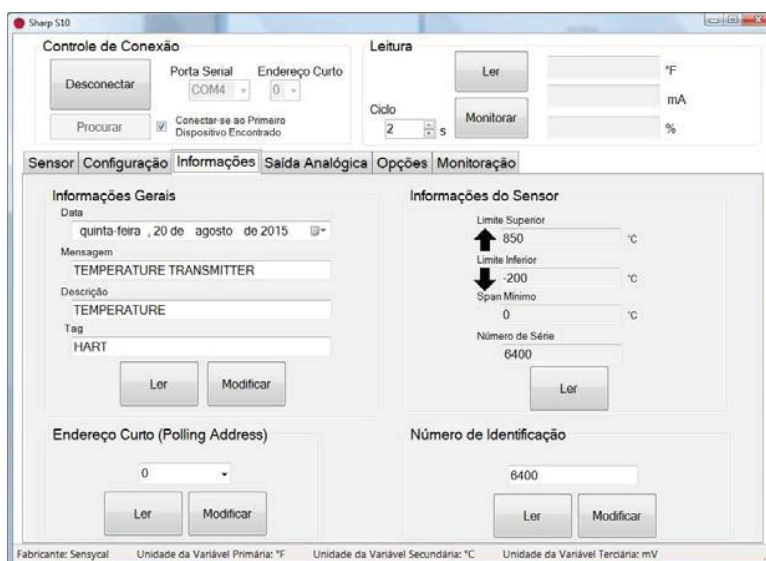 Sharp S10
Controle de Conexão
Desconectar
Porta Serial
COM4
Endereço Curto
0
Procurar
Conectar-se ao Primeiro
Dispositivo Encontrado
Leitura
Ciclo
2 s
Ler
Monitorar
°F
mA
%
Sensor Configuração Informações Saída Analógica Opções Monitoração
Informações Gerais
Data
quinta-feira , 20 de agosto de 2015
Mensagem
TEMPERATURE TRANSMITTER
Descrição
TEMPERATURE
Tag
HART
Ler Modificar
Informações do Sensor
Limite Superior
850 °C
Limite Inferior
-200 °C
Span Mínimo
0 °C
Número de Série
6400
Ler
Endereço Curto (Polling Address)
0
Ler Modificar
Número de Identificação
6400
Ler Modificar
Fabricante: Sensycal Unidade da Variável Primária: °F Unidade da Variável Secundária: °C Unidade da Variável Terciária: mV